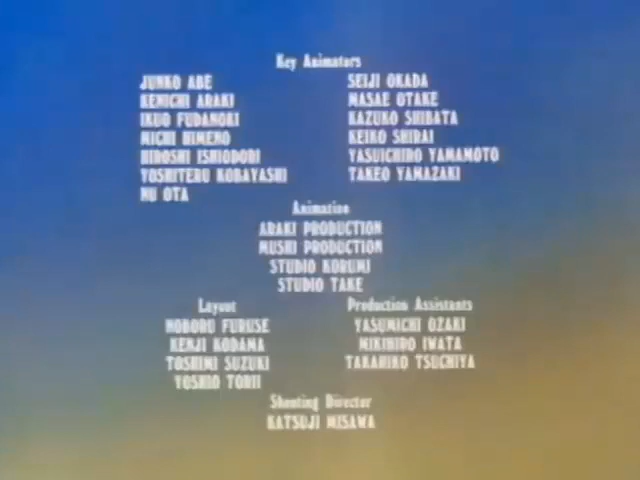 Key Animators
JUNKO ABE
KENICHI ARAKI
IKUO FUDANOKI
MICHI HIMENO
HIROSHI ISHIODORI
YOSHITERU KOBAYASHI
NU OTA
SEIJI OKADA
MASAE OTAKE
KAZUKO SHIBATA
KEIKO SHIRAI
YASUICHIRO YAMAMOTO
TAKEO YAMAZAKI
Animation
ARAKI PRODUCTION
MUSHI PRODUCTION
STUDIO KORUMI
STUDIO TAKE
Layout
NOBORU FURUSE
KENJI KODAMA
TOSHIMI SUZUKI
YOSHIO TORII
Production Assistants
YASUMICHI OZAKI
MIKIHIRO IWATA
TAKAHIKO TSUCHIYA
Shooting Director
KATSUJI MISAWA